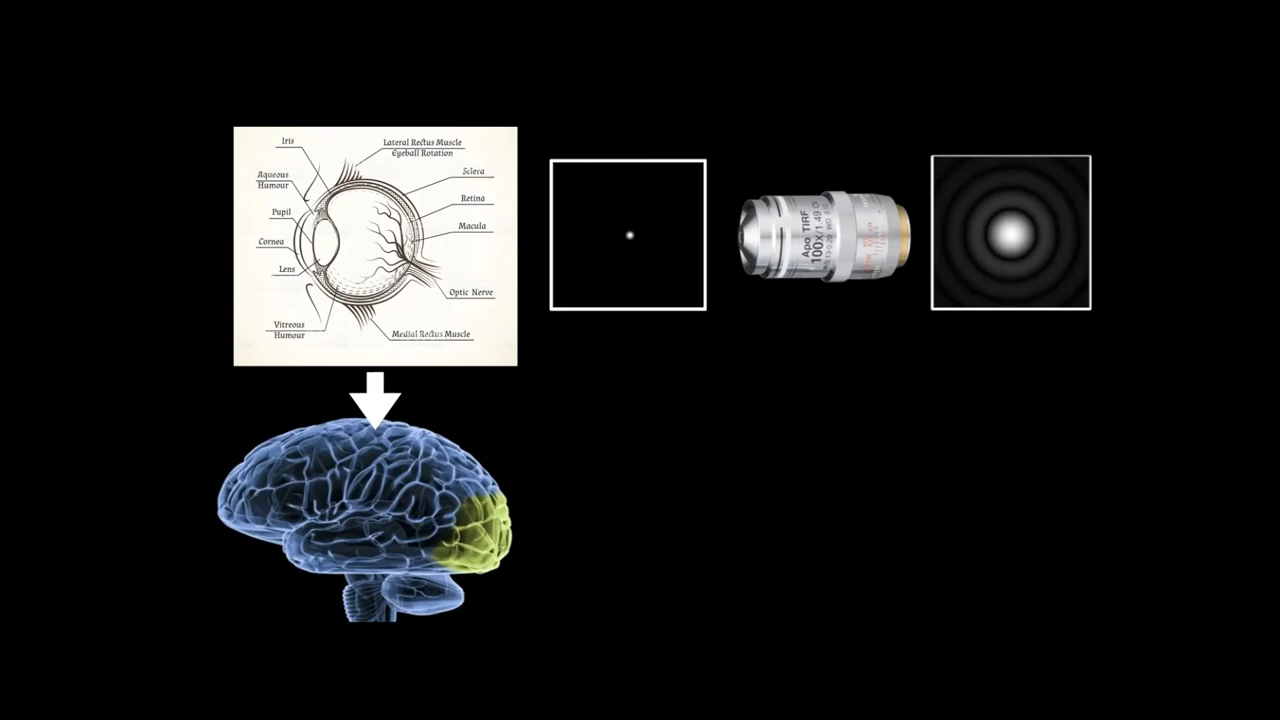 Iris
Lateral Rectus Muscle
Eyeball Rotation
Aqueous
Humour
Sclera
Pupil
Retina
Cornea
Macula
Lens
Optic Nerve
Vitreous
Humour
Medial Rectus Muscle
Apo TIRF
100x/1.49